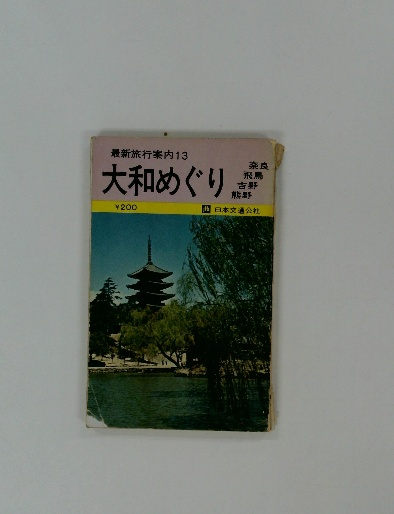 最新旅行案内13
大和めぐり
奈良
飛鳥
吉野
熊野
¥200
日本交通公社